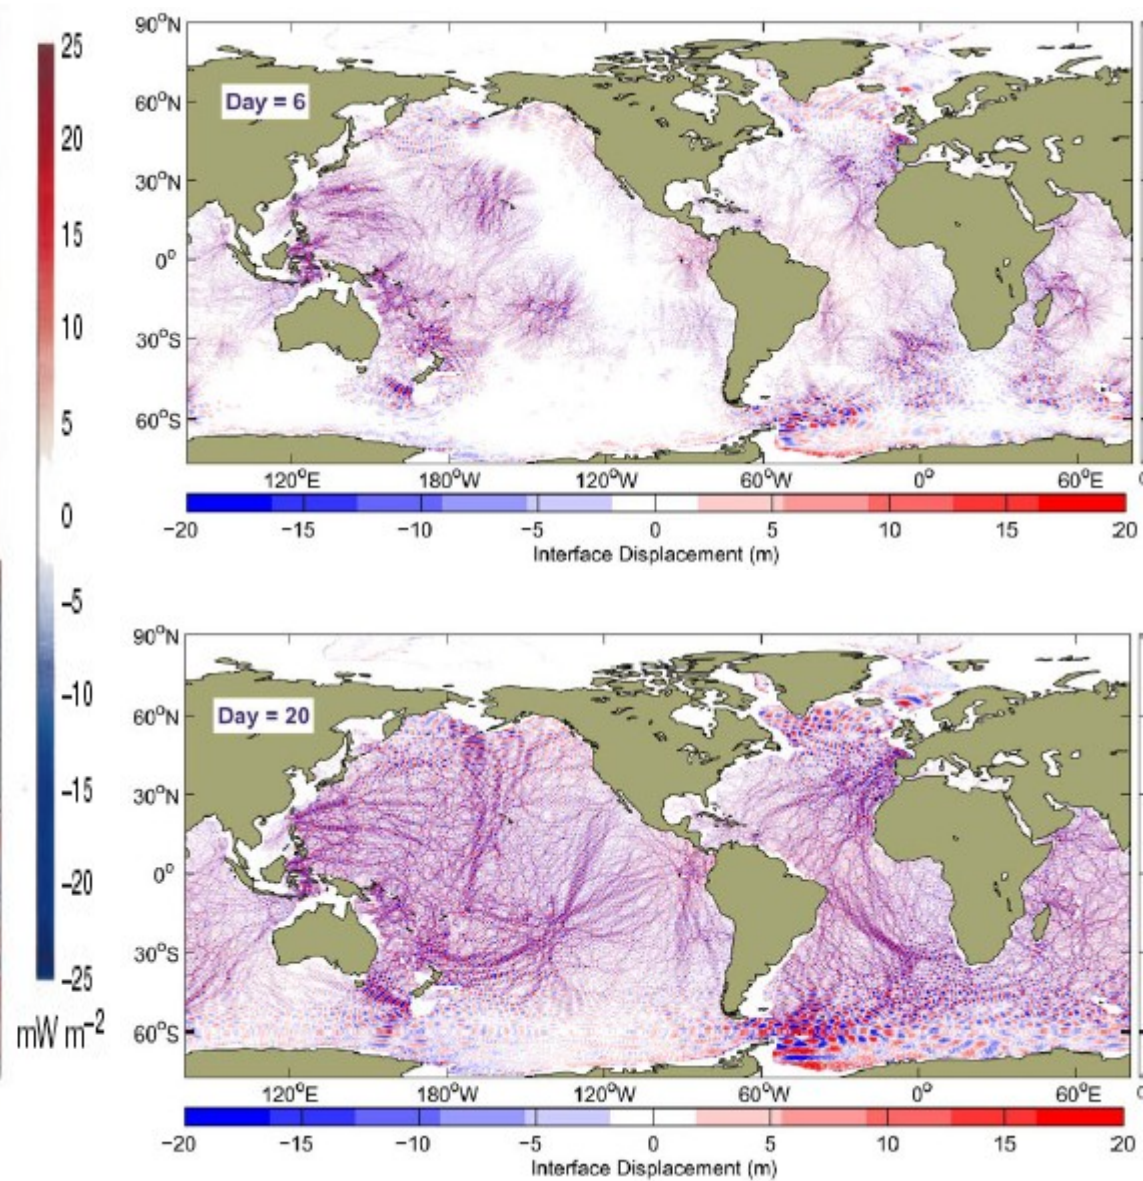 25
20
15
10
5
0
−5
−10
−15
−20
−25
mW m⁻²
90°N
60°N
30°N
0°
30°S
60°S
Day = 6
120°E 180°W 120°W 60°W 0° 60°E
−20 −15 −10 −5 0 5 10 15 20
Interface Displacement (m)
90°N
60°N
30°N
0°
30°S
60°S
Day = 20
120°E 180°W 120°W 60°W 0° 60°E
−20 −15 −10 −5 0 5 10 15 20
Interface Displacement (m)